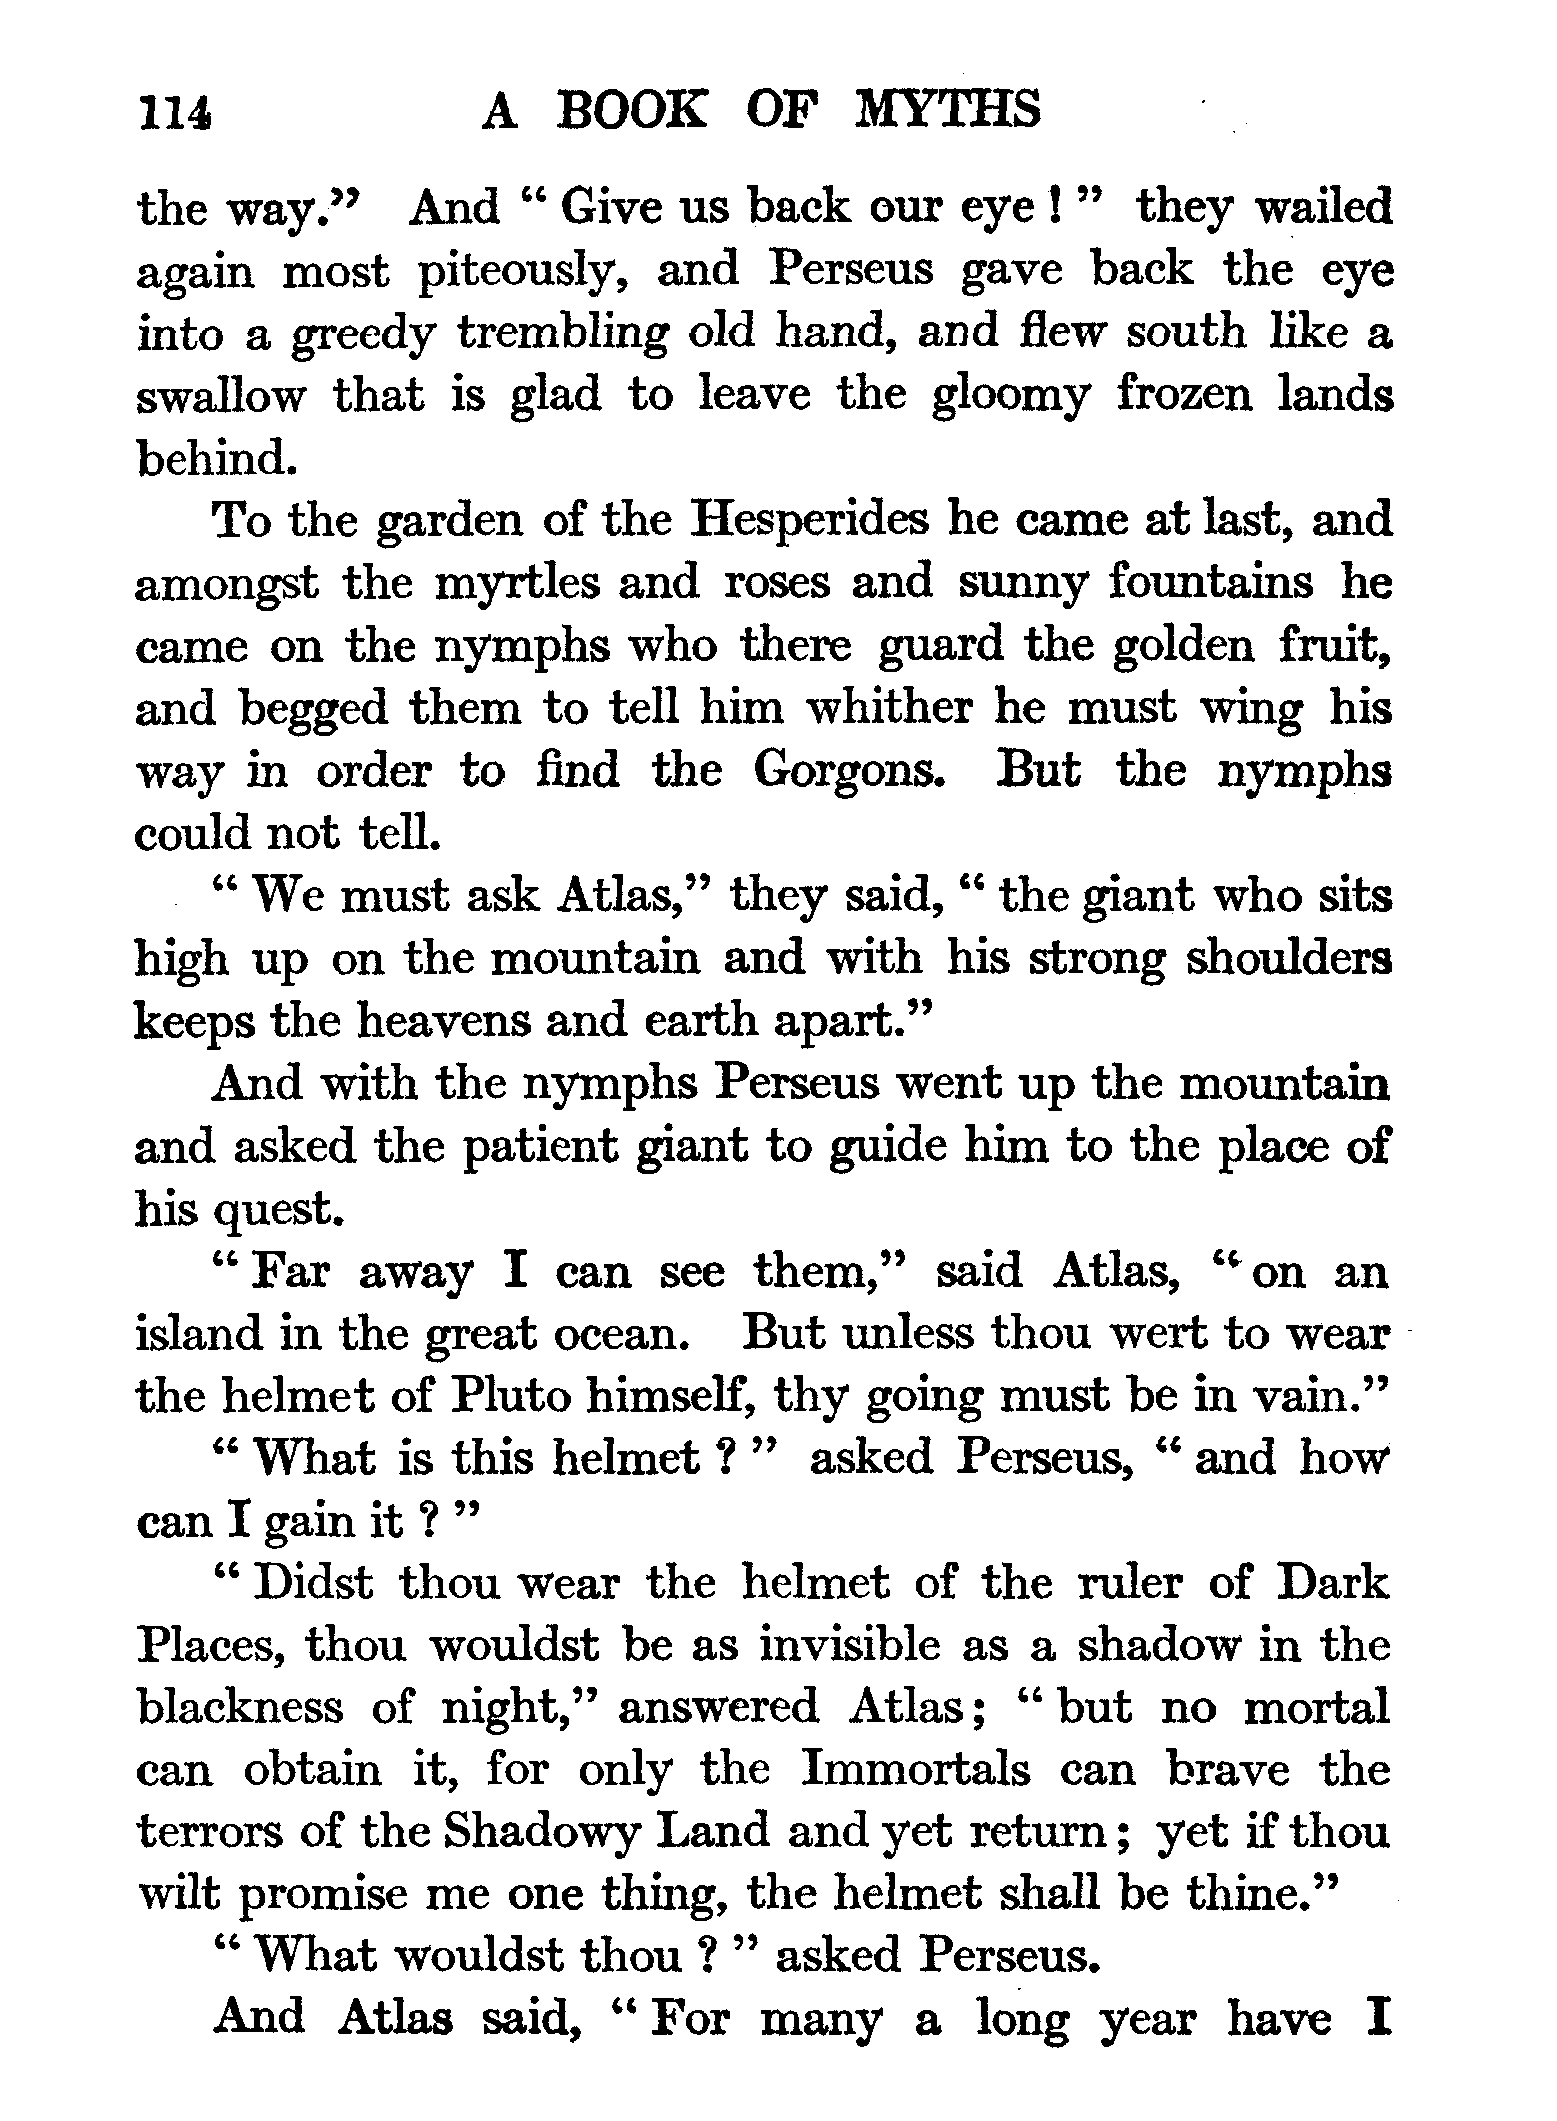 114 A BOOK OF MYTHS
the way.” And “ Give us back our eye ! ” they wailed
again most piteously, and Perseus gave back the eye
into a greedy trembling old hand, and flew south like a
swallow that is glad to leave the gloomy frozen lands
behind.
To the garden of the Hesperides he came at last, and
amongst the myrtles and roses and sunny fountains he
came on the nymphs who there guard the golden fruit,
and begged them to tell him whither he must wing his
way in order to find the Gorgons. But the nymphs
could not tell.
“ We must ask Atlas,” they said, “ the giant who sits
high up on the mountain and with his strong shoulders
keeps the heavens and earth apart.”
And with the nymphs Perseus went up the mountain
and asked the patient giant to guide him to the place of
his quest.
“ Far away I can see them,” said Atlas, “ on an
island in the great ocean. But unless thou wert to wear
the helmet of Pluto himself, thy going must be in vain.”
“ What is this helmet ? ” asked Perseus, “ and how
can I gain it ? ”
“ Didst thou wear the helmet of the ruler of Dark
Places, thou wouldst be as invisible as a shadow in the
blackness of night,” answered Atlas ; “ but no mortal
can obtain it, for only the Immortals can brave the
terrors of the Shadowy Land and yet return ; yet if thou
wilt promise me one thing, the helmet shall be thine.”
“ What wouldst thou ? ” asked Perseus.
And Atlas said, “ For many a long year have I